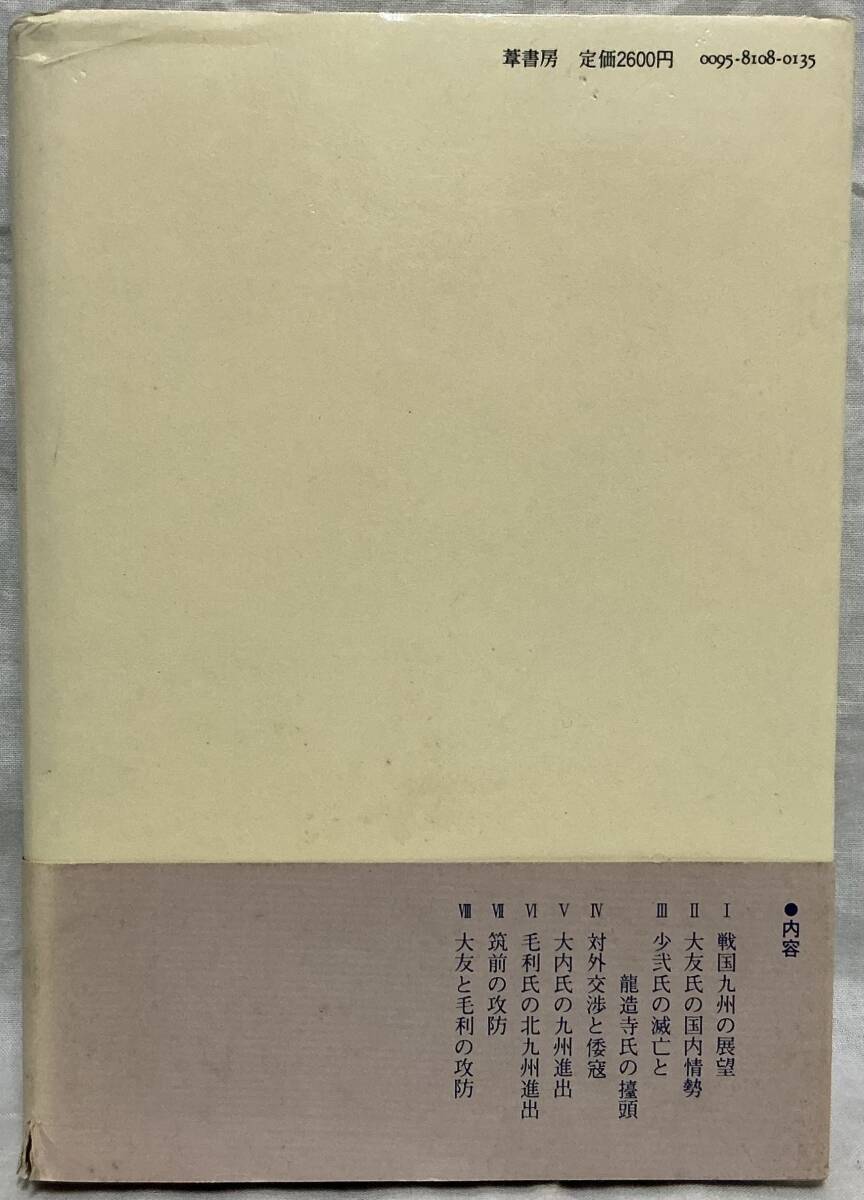 葦書房 定価2600円 0095-8108-0135
●内容
Ⅰ 戦国九州の展望
Ⅱ 大友氏の国内情勢
Ⅲ 少弐氏の滅亡と
龍造寺氏の擡頭
Ⅳ 対外交渉と倭寇
Ⅴ 大内氏の九州進出
Ⅵ 毛利氏の北九州進出
Ⅶ 筑前の攻防
Ⅷ 大友と毛利の攻防